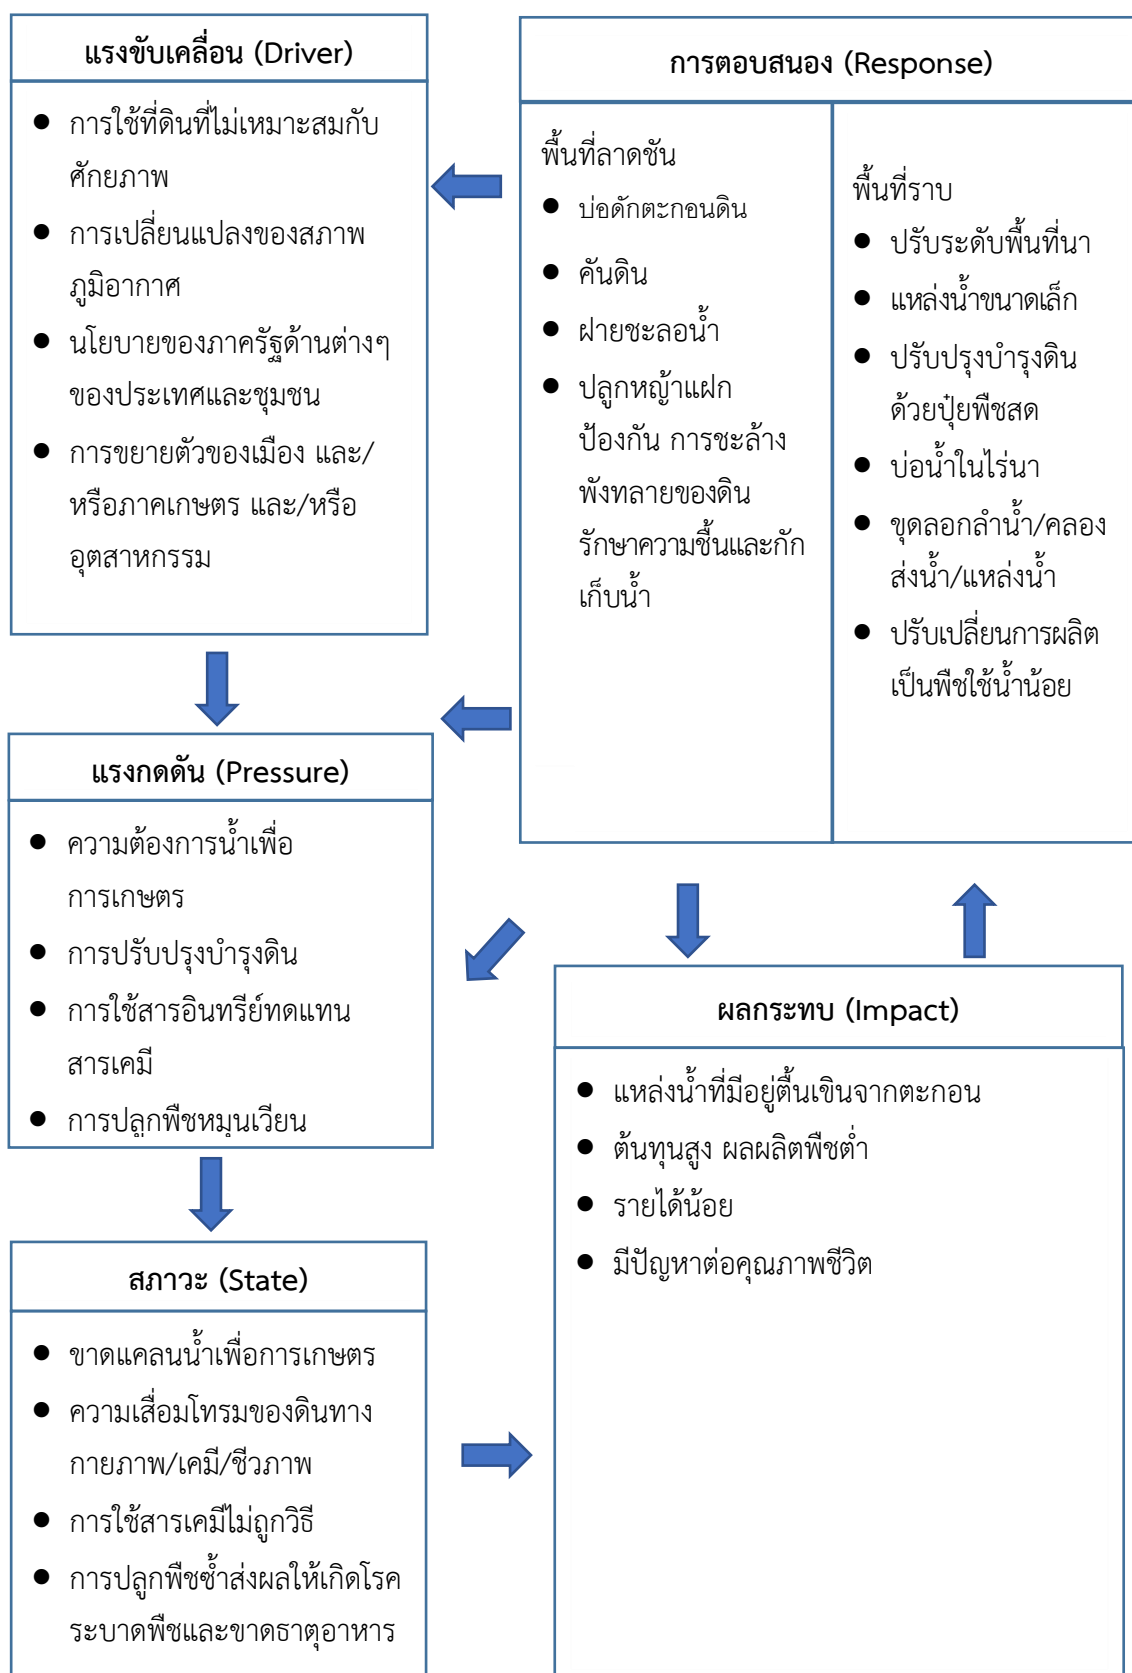 แรงขับเคลื่อน (Driver)
การใช้ที่ดินที่ไม่เหมาะสมกับ
ศักยภาพ
การเปลี่ยนแปลงของสภาพ
ภูมิอากาศ
นโยบายของภาครัฐด้านต่างๆ
ของประเทศและชุมชน
การขยายตัวของเมือง และ/
หรือภาคเกษตร และ/หรือ
อุตสาหกรรม
การตอบสนอง (Response)
พื้นที่ลาดชัน
บ่อดักตะกอนดิน
คันดิน
ฝายชะลอน้ำ
ปลูกหญ้าแฝก
ป้องกัน การชะล้าง
พังทลายของดิน
รักษาความชื้นและกัก
เก็บน้ำ
พื้นที่ราบ
ปรับระดับพื้นที่นา
แหล่งน้ำขนาดเล็ก
ปรับปรุงบำรุงดิน
ด้วยปุ๋ยพืชสด
บ่อน้ำในไร่นา
ขุดลอกลำน้ำ/คลอง
ส่งน้ำ/แหล่งน้ำ
ปรับเปลี่ยนการผลิต
เป็นพืชใช้น้ำน้อย
แรงกดดัน (Pressure)
ความต้องการน้ำเพื่อ
การเกษตร
การปรับปรุงบำรุงดิน
การใช้สารอินทรีย์ทดแทน
สารเคมี
การปลูกพืชหมุนเวียน
สภาวะ (State)
ขาดแคลนน้ำเพื่อการเกษตร
ความเสื่อมโทรมของดินทาง
กายภาพ/เคมี/ชีวภาพ
การใช้สารเคมีไม่ถูกวิธี
การปลูกพืชซ้ำส่งผลให้เกิดโรค
ระบาดพืชและขาดธาตุอาหาร
ผลกระทบ (Impact)
แหล่งน้ำที่มีอยู่ตื้นเขินจากตะกอน
ต้นทุนสูง ผลผลิตพืชต่ำ
รายได้น้อย
มีปัญหาต่อคุณภาพชีวิต